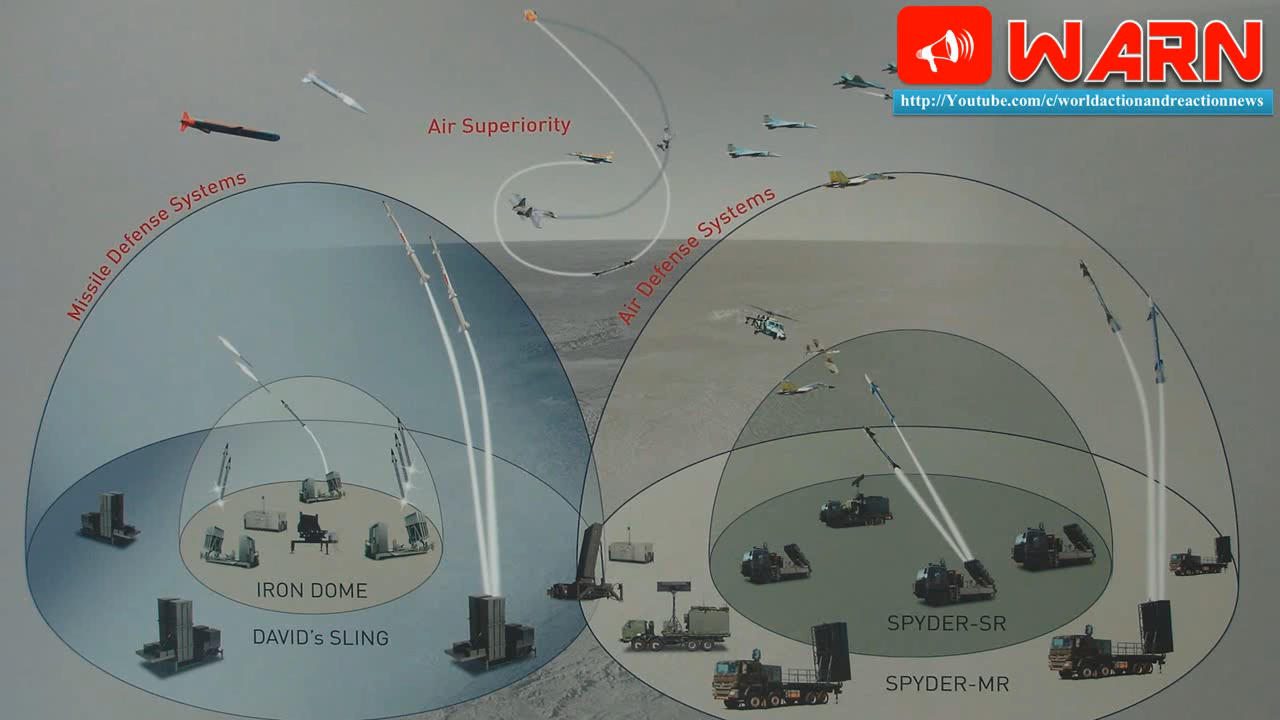 WARN
http://Youtube.com/c/worldactionandreactionnews
Air Superiority
Missile Defense Systems
Air Defense Systems
IRON DOME
DAVID's SLING
SPYDER-SR
SPYDER-MR